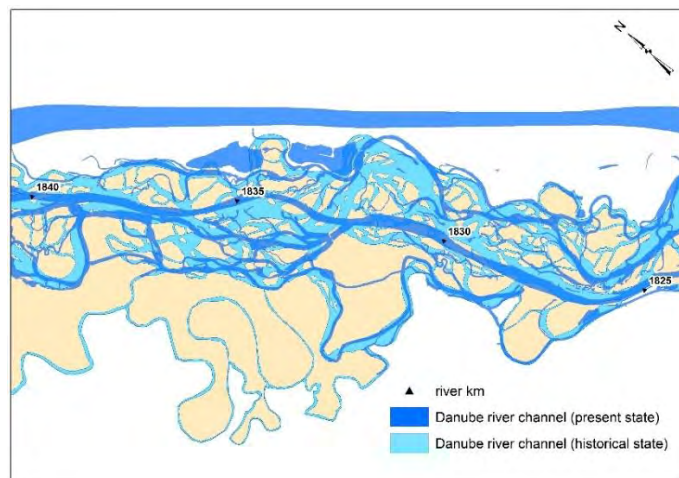 N
1840
1835
1830
1825
river km
Danube river channel (present state)
Danube river channel (historical state)